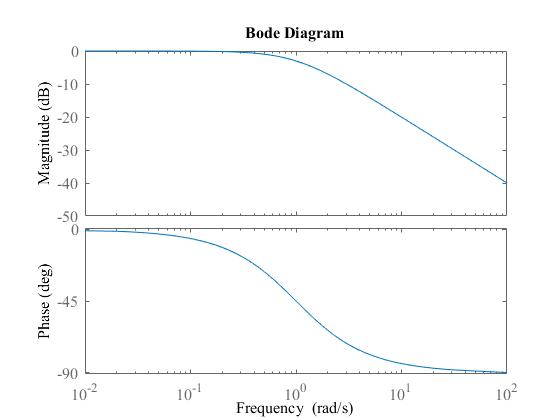 Bode Diagram
Magnitude (dB)
0
-10
-20
-30
-40
-50
Phase (deg)
0
-45
-90
10^-2 10^-1 10^0 10^1 10^2
Frequency (rad/s)